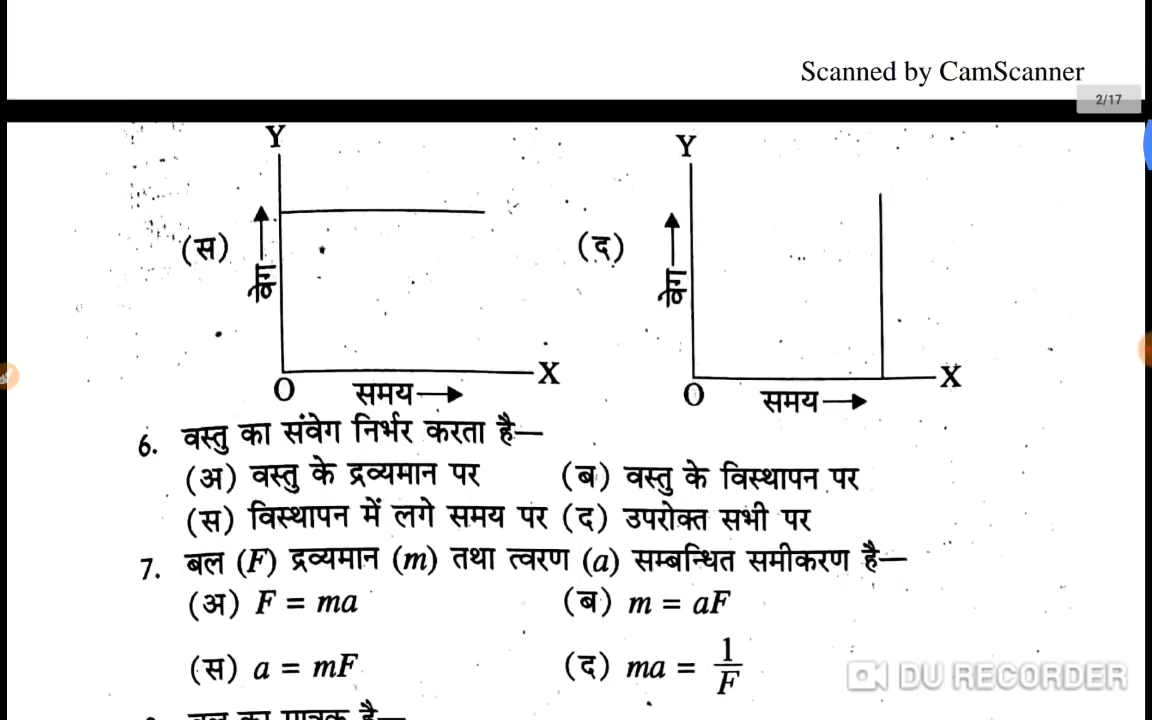 Scanned by CamScanner
2/17
Y
Y
(स)
(द)
वेग
वेग
X
X
O
O
समय
समय
6. वस्तु का संवेग निर्भर करता है—
(अ) वस्तु के द्रव्यमान पर (ब) वस्तु के विस्थापन पर
(स) विस्थापन में लगे समय पर (द) उपरोक्त सभी पर
7. बल (F) द्रव्यमान (m) तथा त्वरण (a) सम्बन्धित समीकरण है—
(अ) F = ma (ब) m = aF
(स) a = mF (द) ma = 1/F
DU RECORDER
बल का मात्रक है—